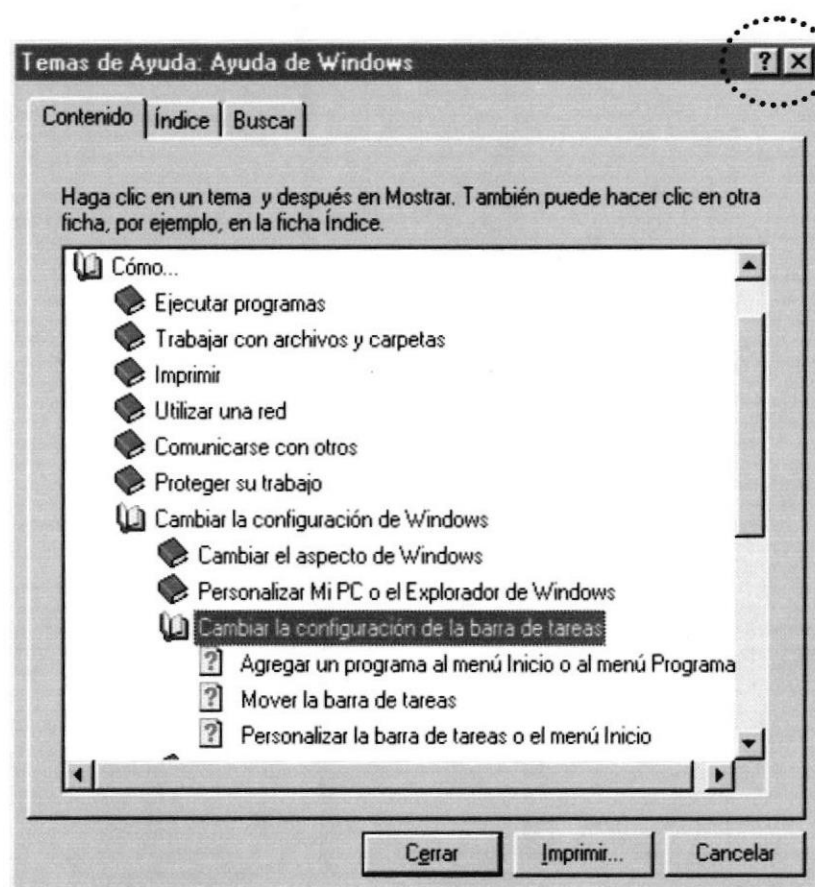 Temas de Ayuda: Ayuda de Windows
Contenido
Índice
Buscar
Haga clic en un tema y después en Mostrar. También puede hacer clic en otra
ficha, por ejemplo, en la ficha Índice.
Cómo...
Ejecutar programas
Trabajar con archivos y carpetas
Imprimir
Utilizar una red
Comunicarse con otros
Proteger su trabajo
Cambiar la configuración de Windows
Cambiar el aspecto de Windows
Personalizar Mi PC o el Explorador de Windows
Cambiar la configuración de la barra de tareas
? Agregar un programa al menú Inicio o al menú Programa
? Mover la barra de tareas
? Personalizar la barra de tareas o el menú Inicio
Cerrar
Imprimir...
Cancelar